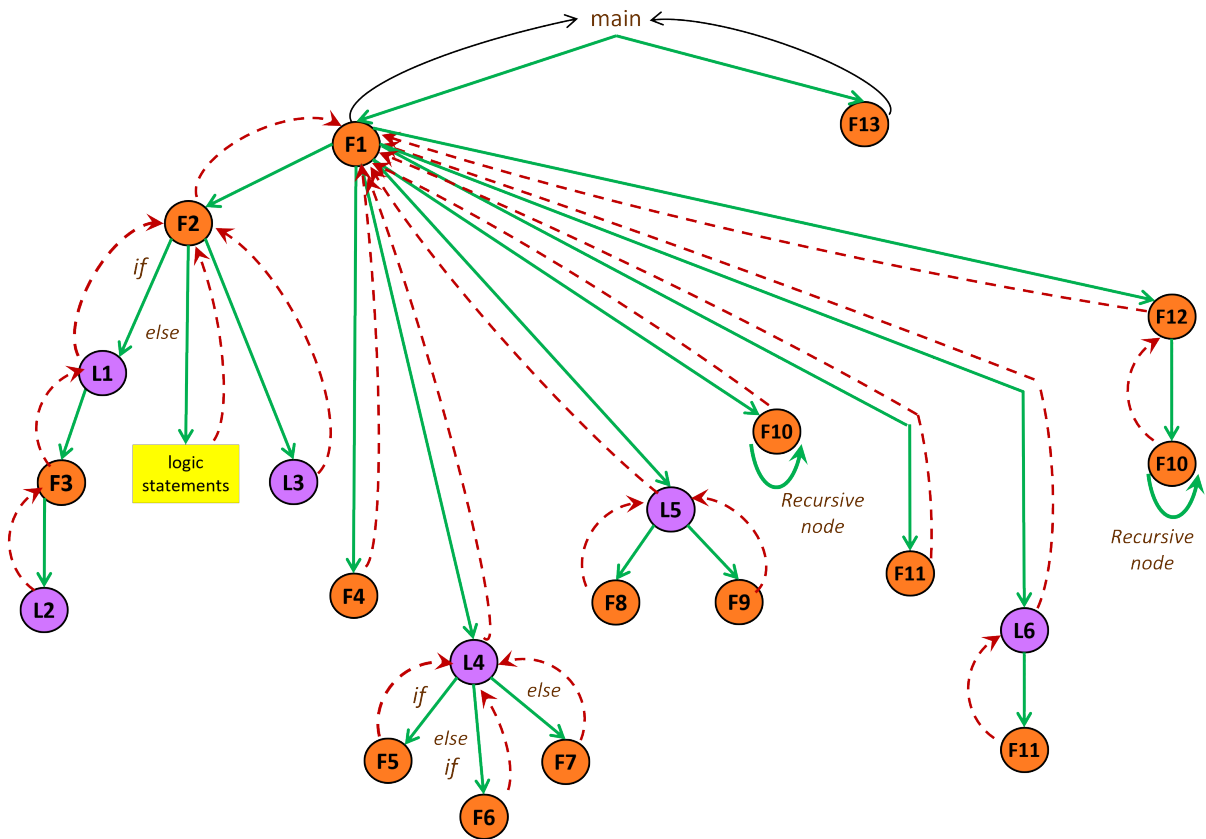 main
F13
F1
F2
if
else
F12
L1
F10
F10
logic
statements
F3
L3
Recursive
node
L5
Recursive
node
F11
F4
F8
F9
L2
L6
L4
if
else
else
if
F5
F7
F11
F6